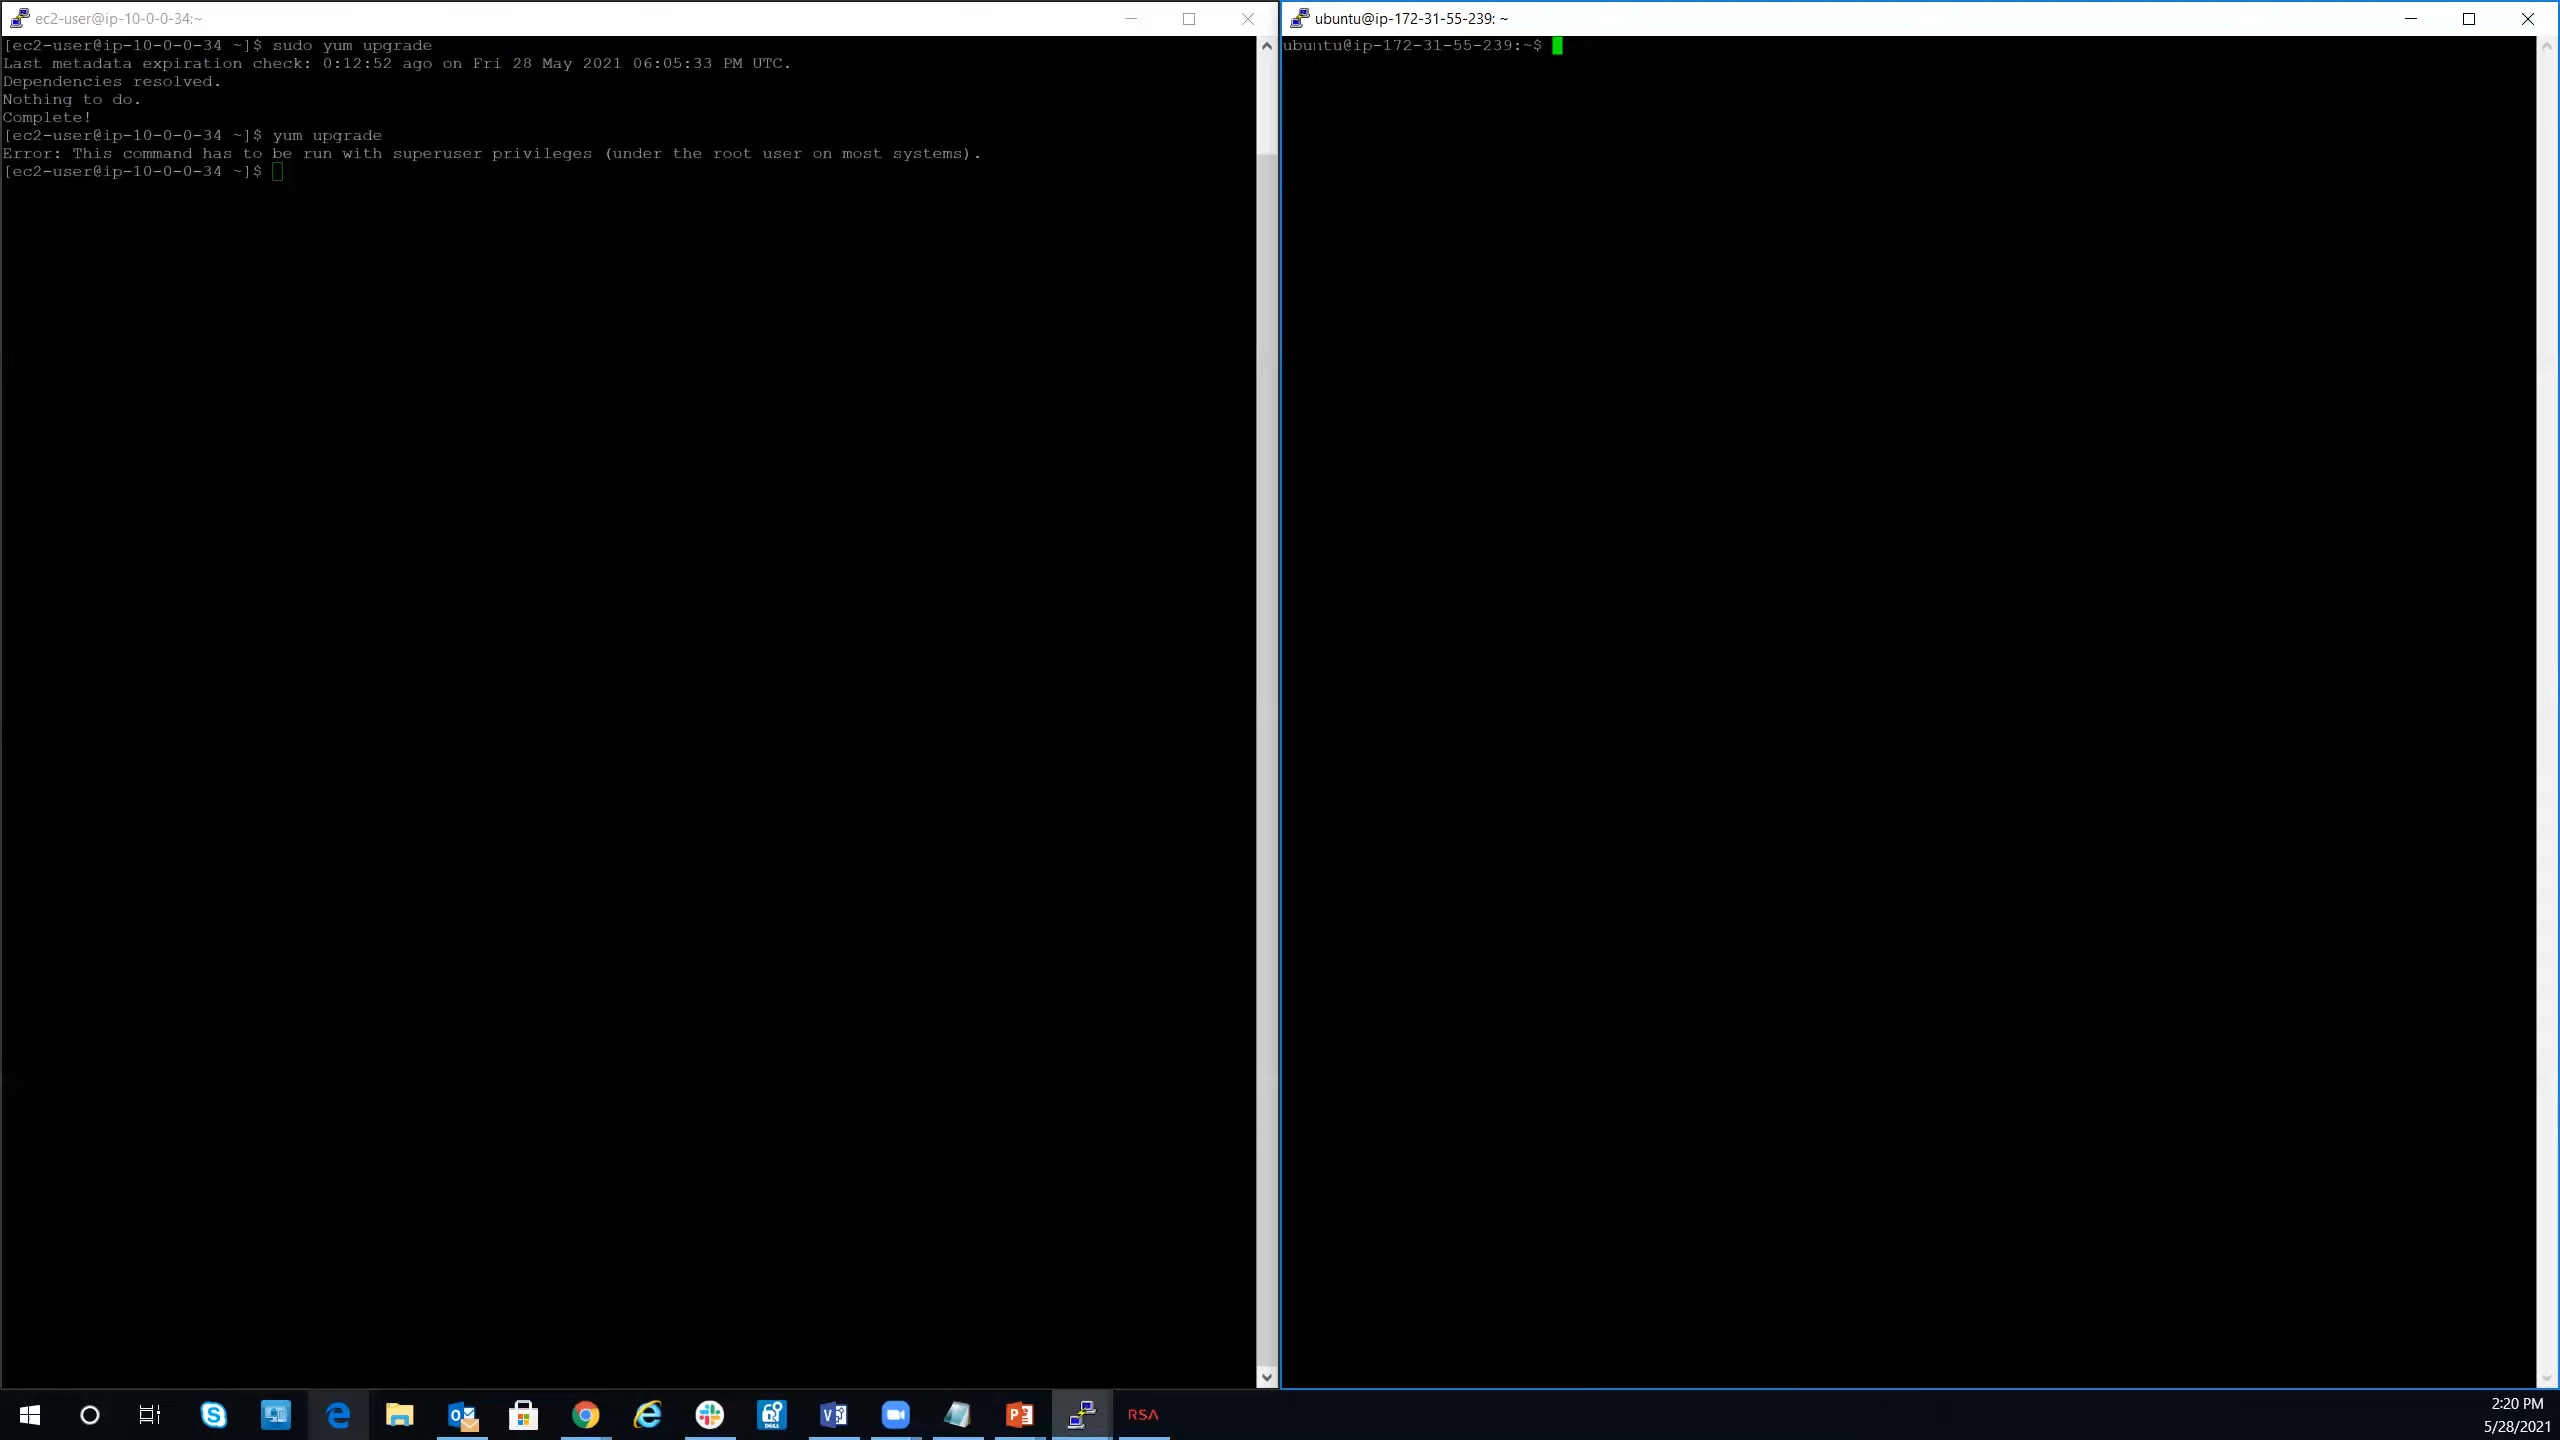 ec2-user@ip-10-0-0-34:~
[ec2-user@ip-10-0-0-34 ~]$ sudo yum upgrade
Last metadata expiration check: 0:12:52 ago on Fri 28 May 2021 06:05:33 PM UTC.
Dependencies resolved.
Nothing to do.
Complete!
[ec2-user@ip-10-0-0-34 ~]$ yum upgrade
Error: This command has to be run with superuser privileges (under the root user on most systems).
[ec2-user@ip-10-0-0-34 ~]$
ubuntu@ip-172-31-55-239: ~
ubuntu@ip-172-31-55-239:~$
DELL
RSA
2:20 PM
5/28/2021